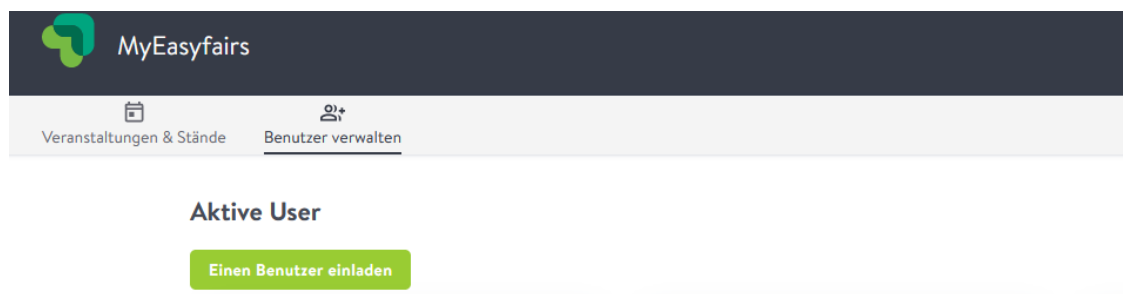 MyEasyfairs
Veranstaltungen & Stände
Benutzer verwalten
Aktive User
Einen Benutzer einladen